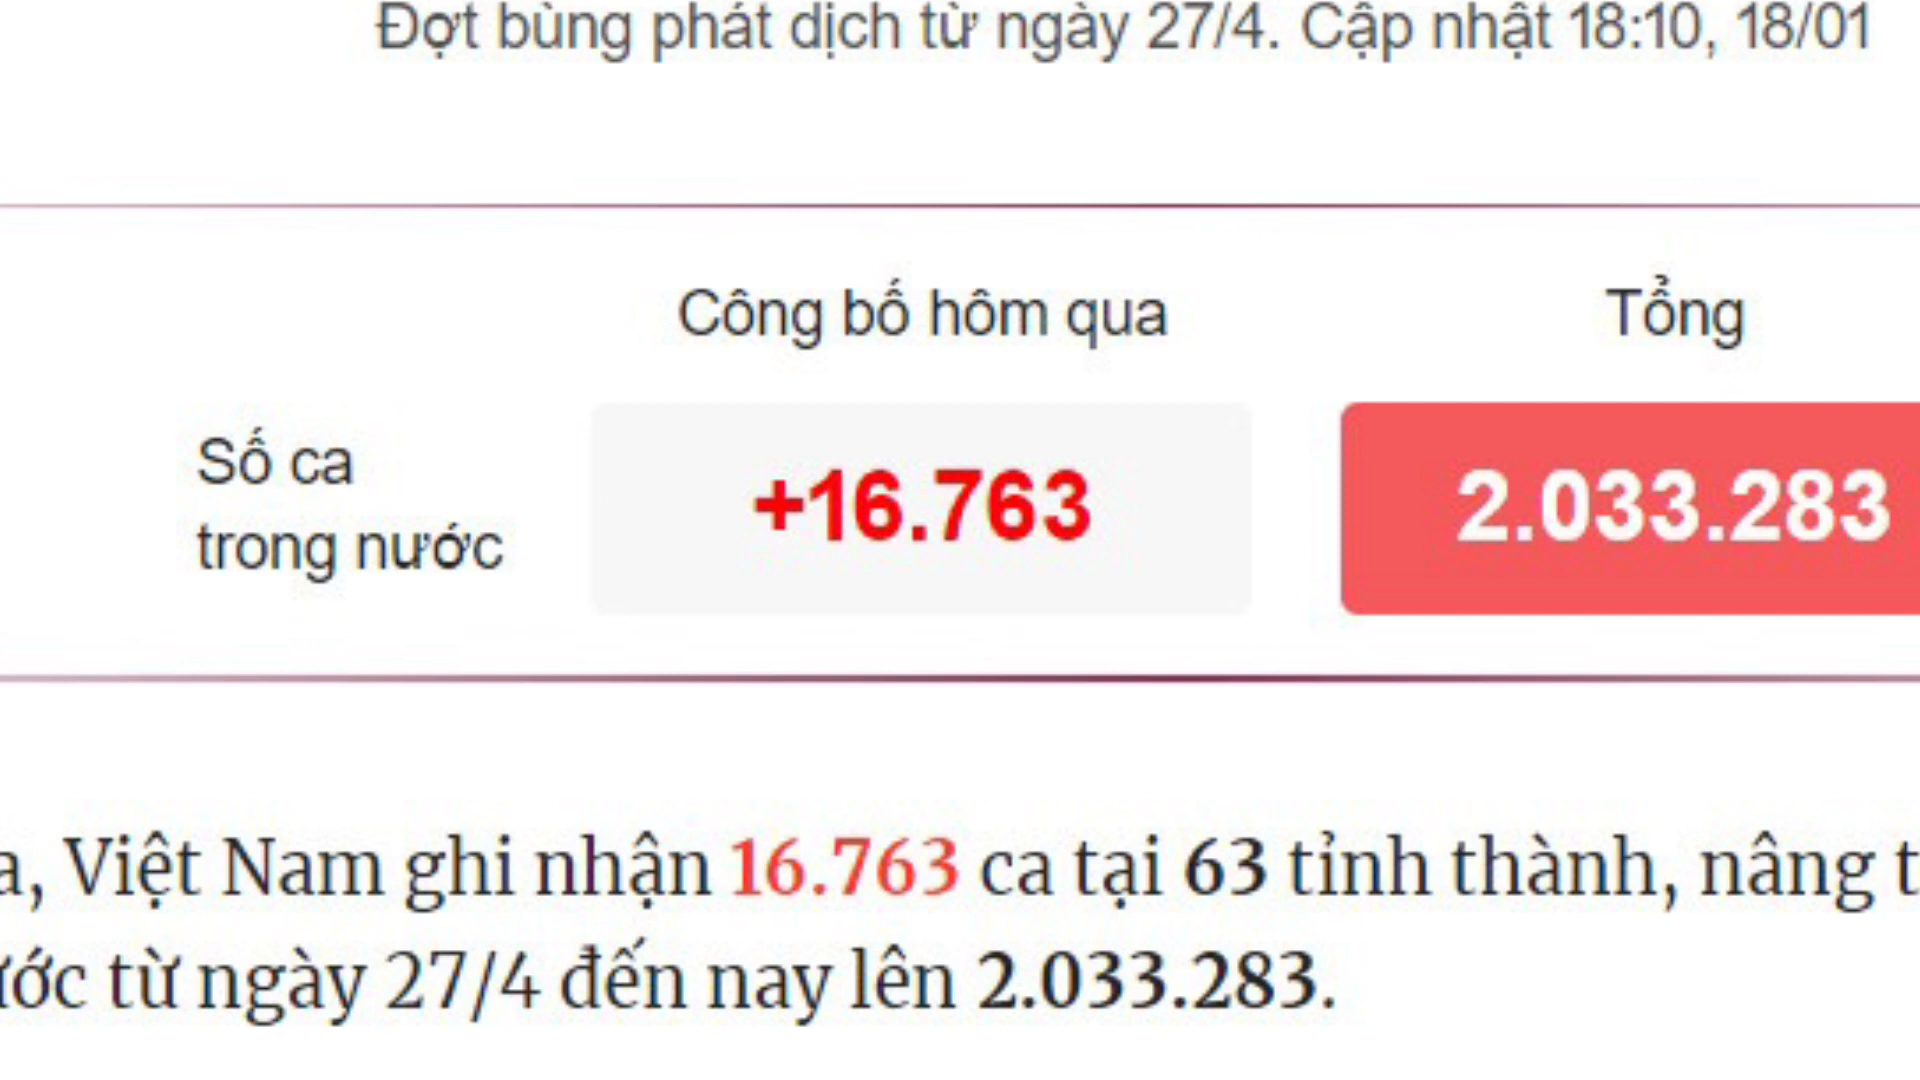 Đợt bùng phát dịch từ ngày 27/4. Cập nhật 18:10, 18/01
Công bố hôm qua Tổng
Số ca
trong nước
+16.763 2.033.283
Việt Nam ghi nhận 16.763 ca tại 63 tỉnh thành, nâng
từ ngày 27/4 đến nay lên 2.033.283.